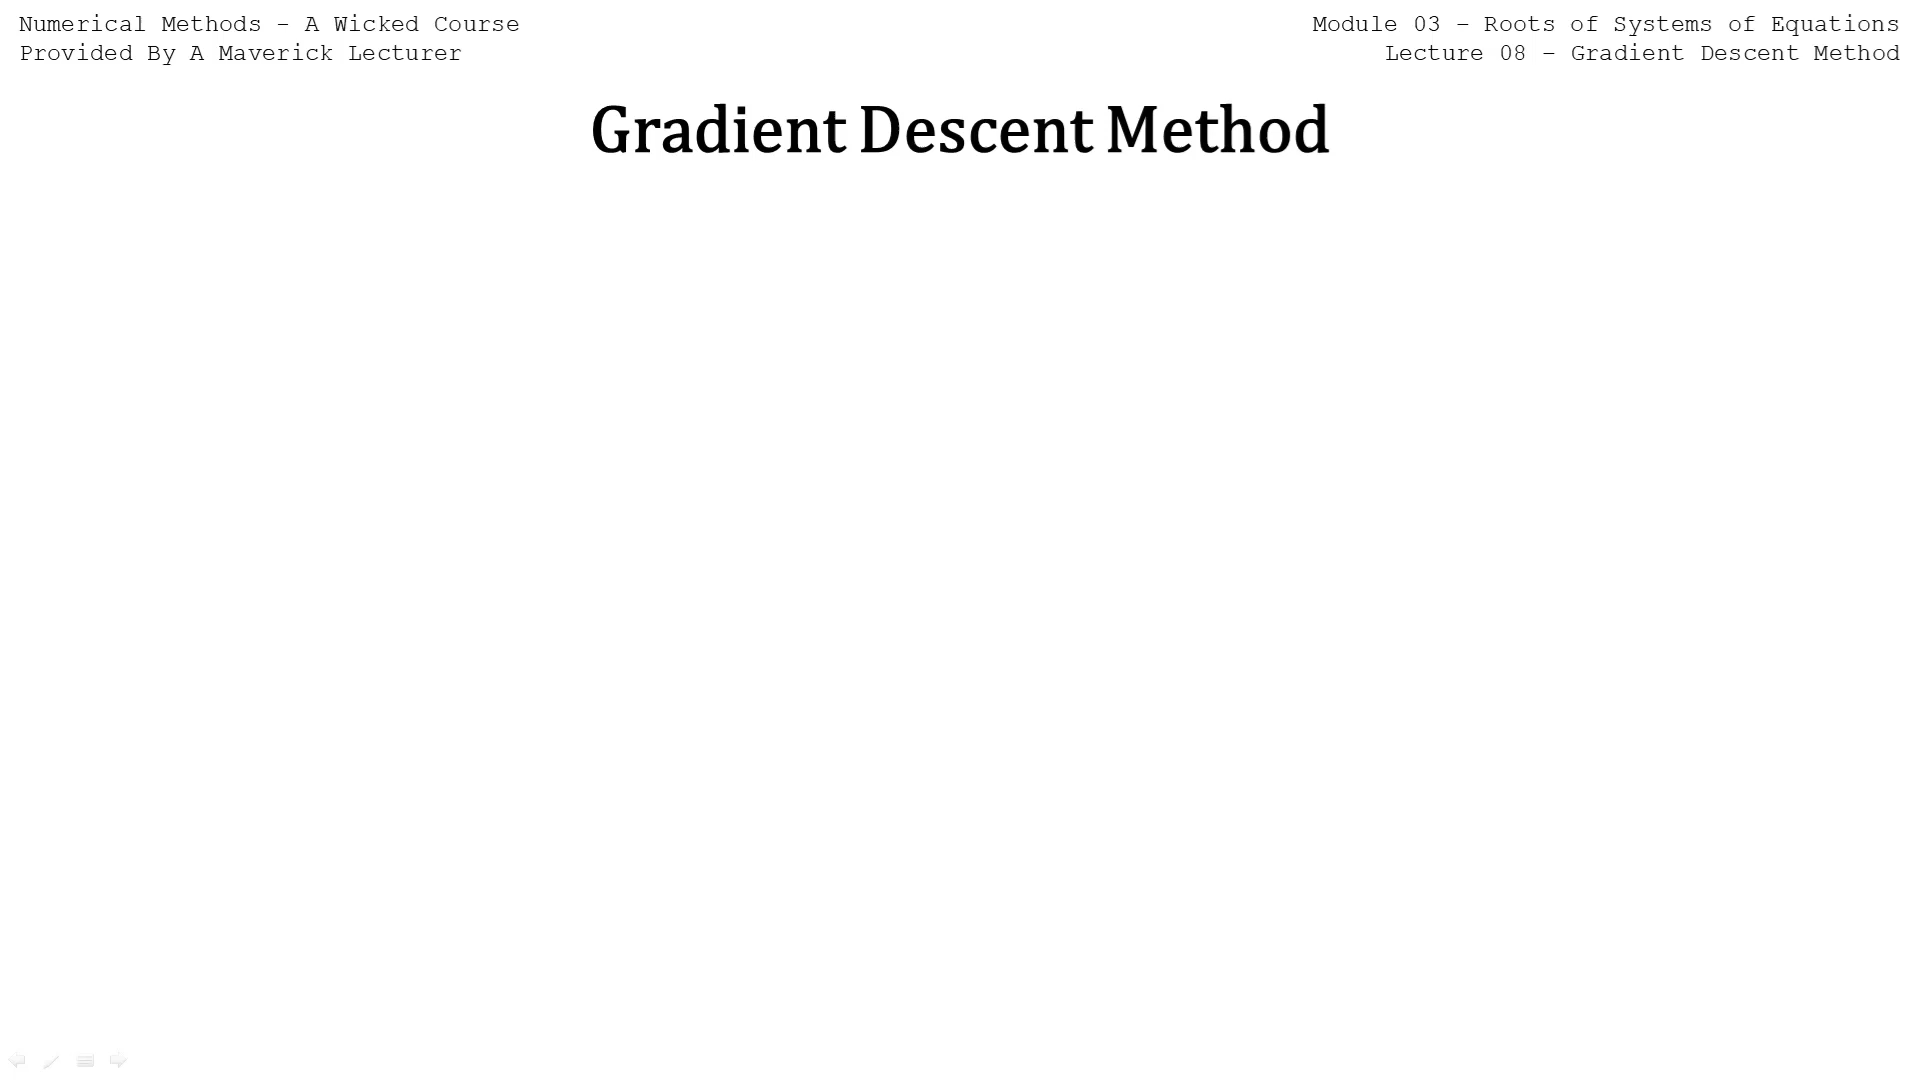 Numerical Methods – A Wicked Course
Provided By A Maverick Lecturer
Module 03 – Roots of Systems of Equations
Lecture 08 – Gradient Descent Method
Gradient Descent Method